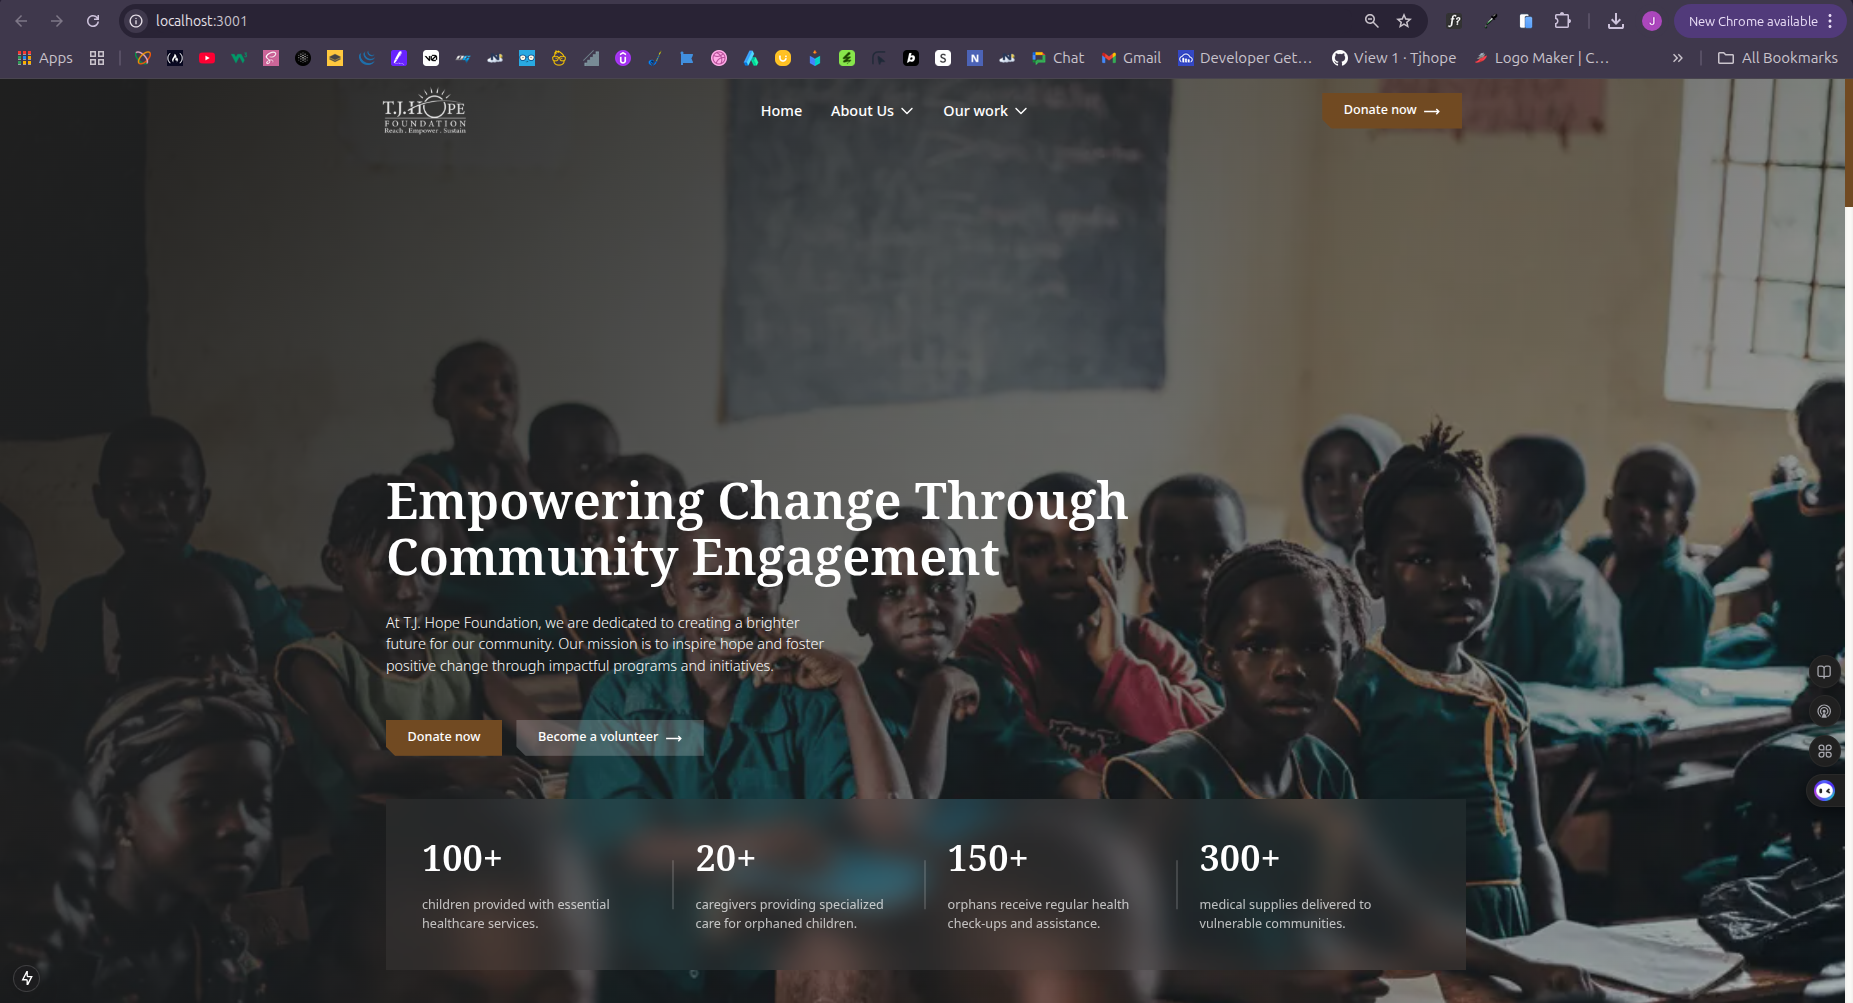 localhost:3001
New Chrome available
Apps
Chat
Gmail
Developer Get...
View 1 · Tjhope
Logo Maker | C...
All Bookmarks
T.J.HOPE
FOUNDATION
Reach . Empower . Sustain
Home
About Us
Our work
Donate now
Empowering Change Through
Community Engagement
At T.J. Hope Foundation, we are dedicated to creating a brighter
future for our community. Our mission is to inspire hope and foster
positive change through impactful programs and initiatives.
Donate now
Become a volunteer
100+
children provided with essential
healthcare services.
20+
caregivers providing specialized
care for orphaned children.
150+
orphans receive regular health
check-ups and assistance.
300+
medical supplies delivered to
vulnerable communities.